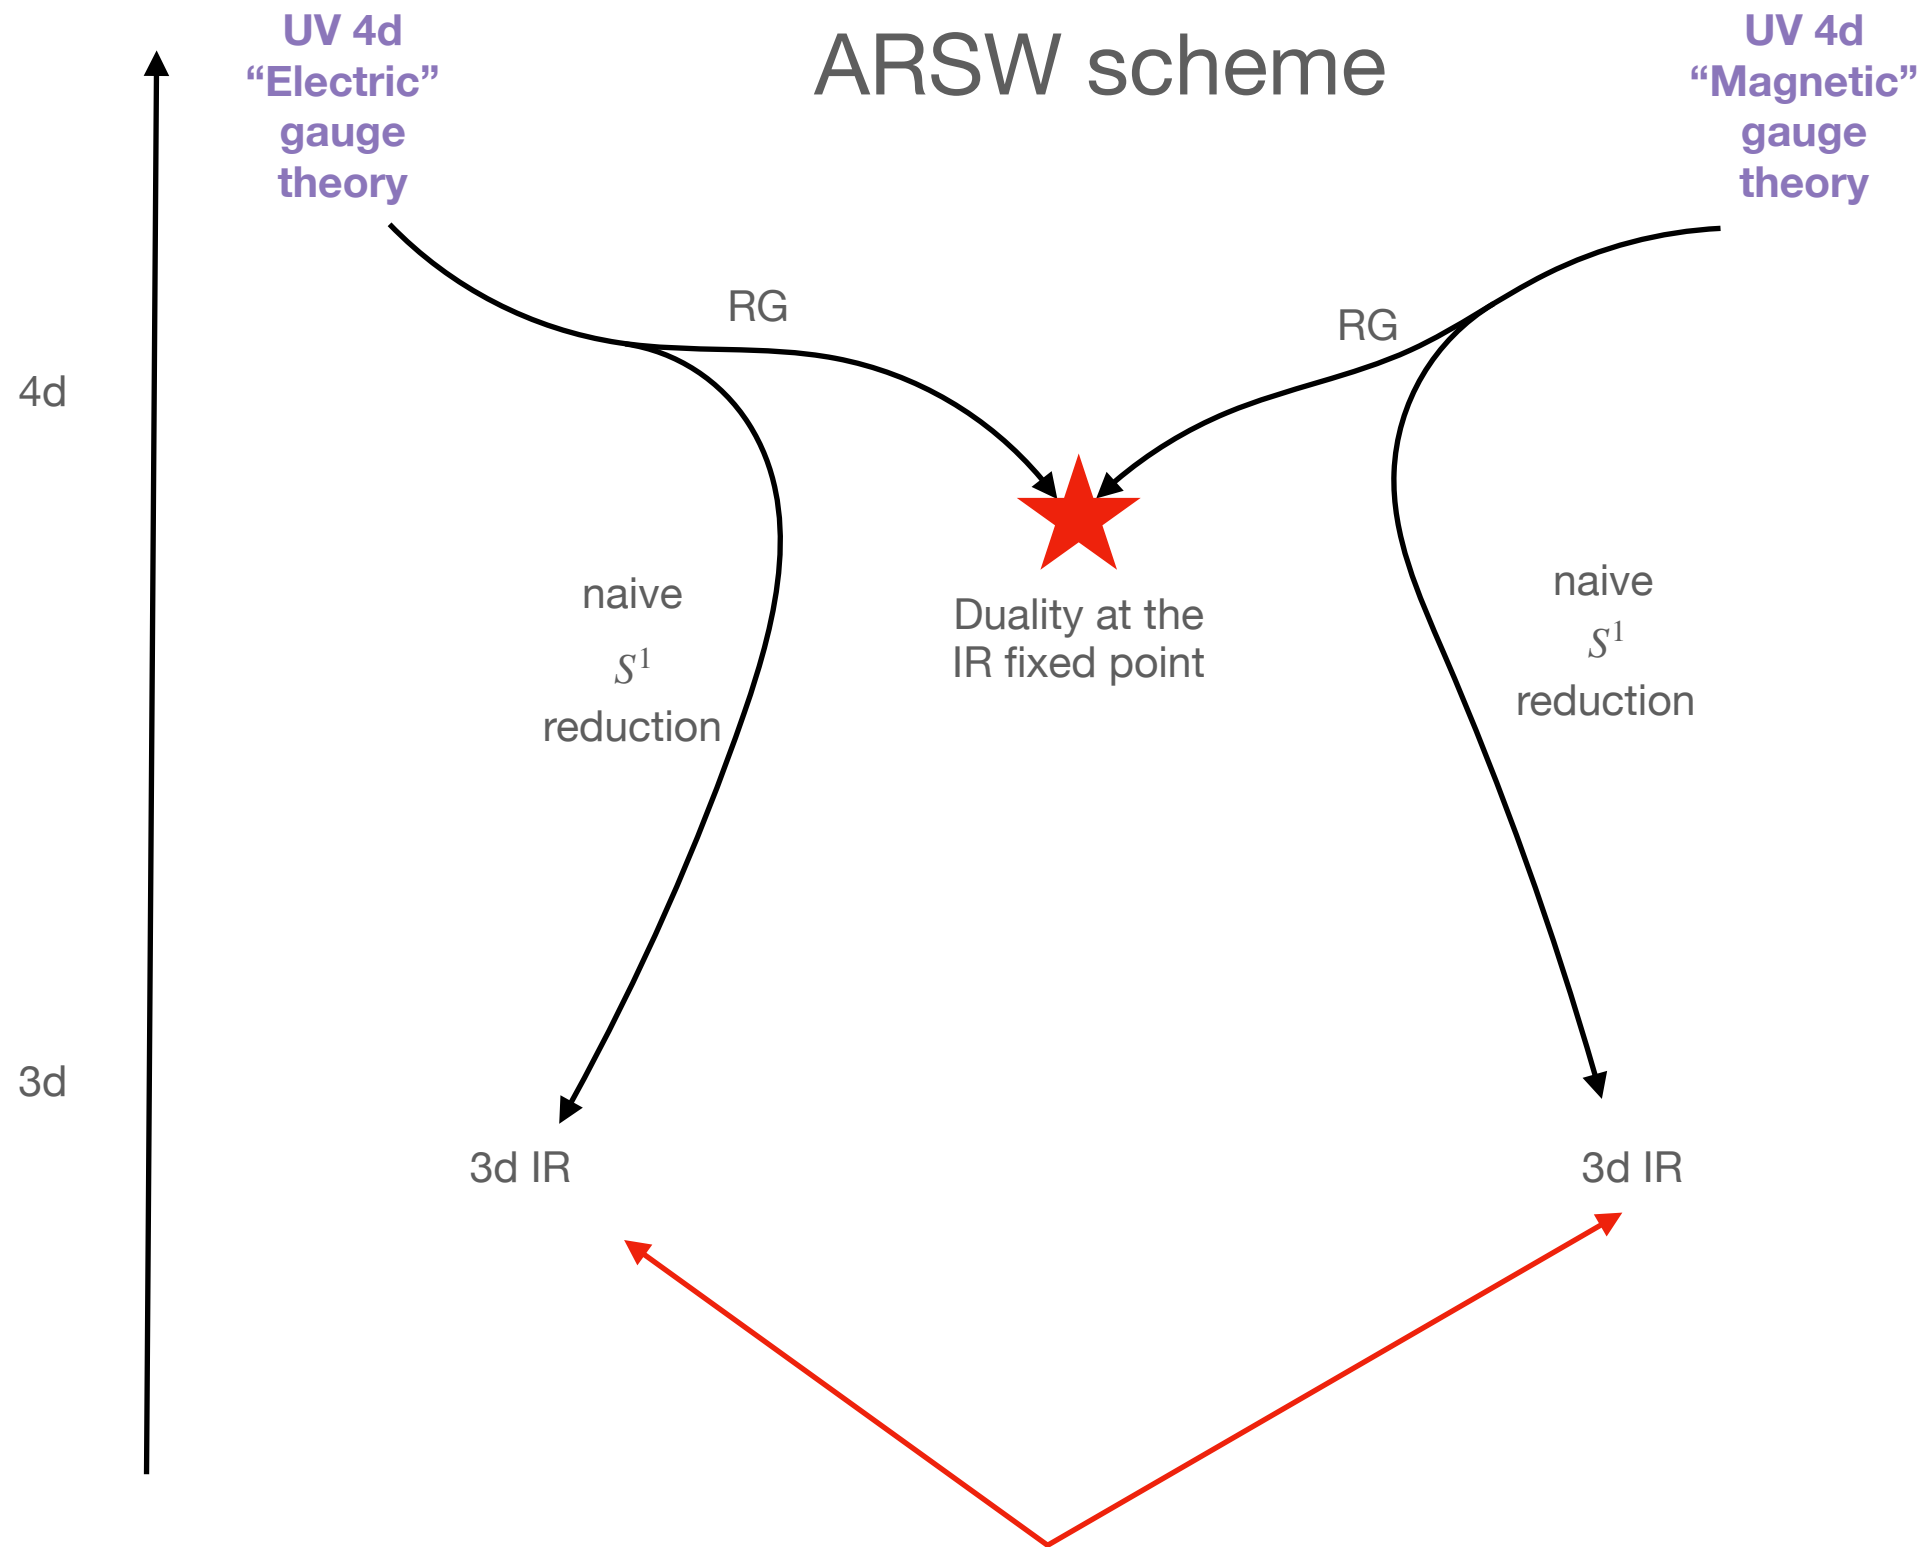 UV 4d
“Electric”
gauge
theory
ARSW scheme
UV 4d
“Magnetic”
gauge
theory
RG
RG
4d
naive
S¹
reduction
Duality at the
IR fixed point
naive
S¹
reduction
3d
3d IR
3d IR